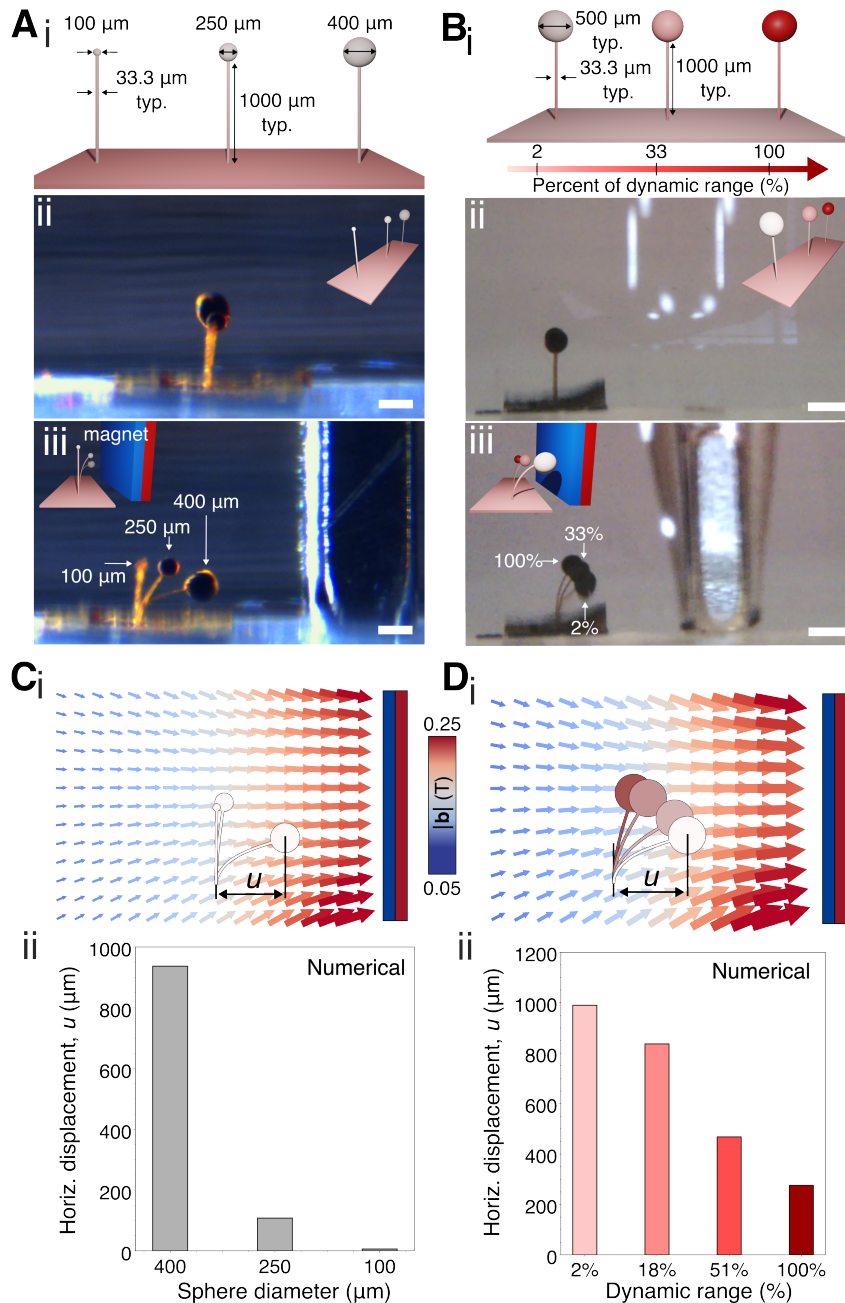 A
i
100 µm
250 µm
400 µm
33.3 µm
typ.
1000 µm
typ.
ii
iii
magnet
400 µm
250 µm
100 µm
B
i
500 µm
typ.
33.3 µm
typ.
1000 µm
typ.
2
33
100
Percent of dynamic range (%)
ii
iii
33%
100%
2%
C
i
u
0.25
|b| (T)
0.05
ii
Numerical
Horiz. displacement, u (µm)
1000
800
600
400
200
0
400
250
100
Sphere diameter (µm)
D
i
u
ii
Numerical
Horiz. displacement, u (µm)
1200
1000
800
600
400
200
0
2%
18%
51%
100%
Dynamic range (%)